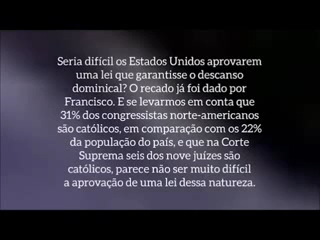 Seria difícil os Estados Unidos aprovarem
uma lei que garantisse o descanso
dominical? O recado já foi dado por
Francisco. E se levarmos em conta que
31% dos congressistas norte-americanos
são católicos, em comparação com os 22%
da população do país, e que na Corte
Suprema seis dos nove juízes são
católicos, parece não ser muito difícil
a aprovação de uma lei dessa natureza.